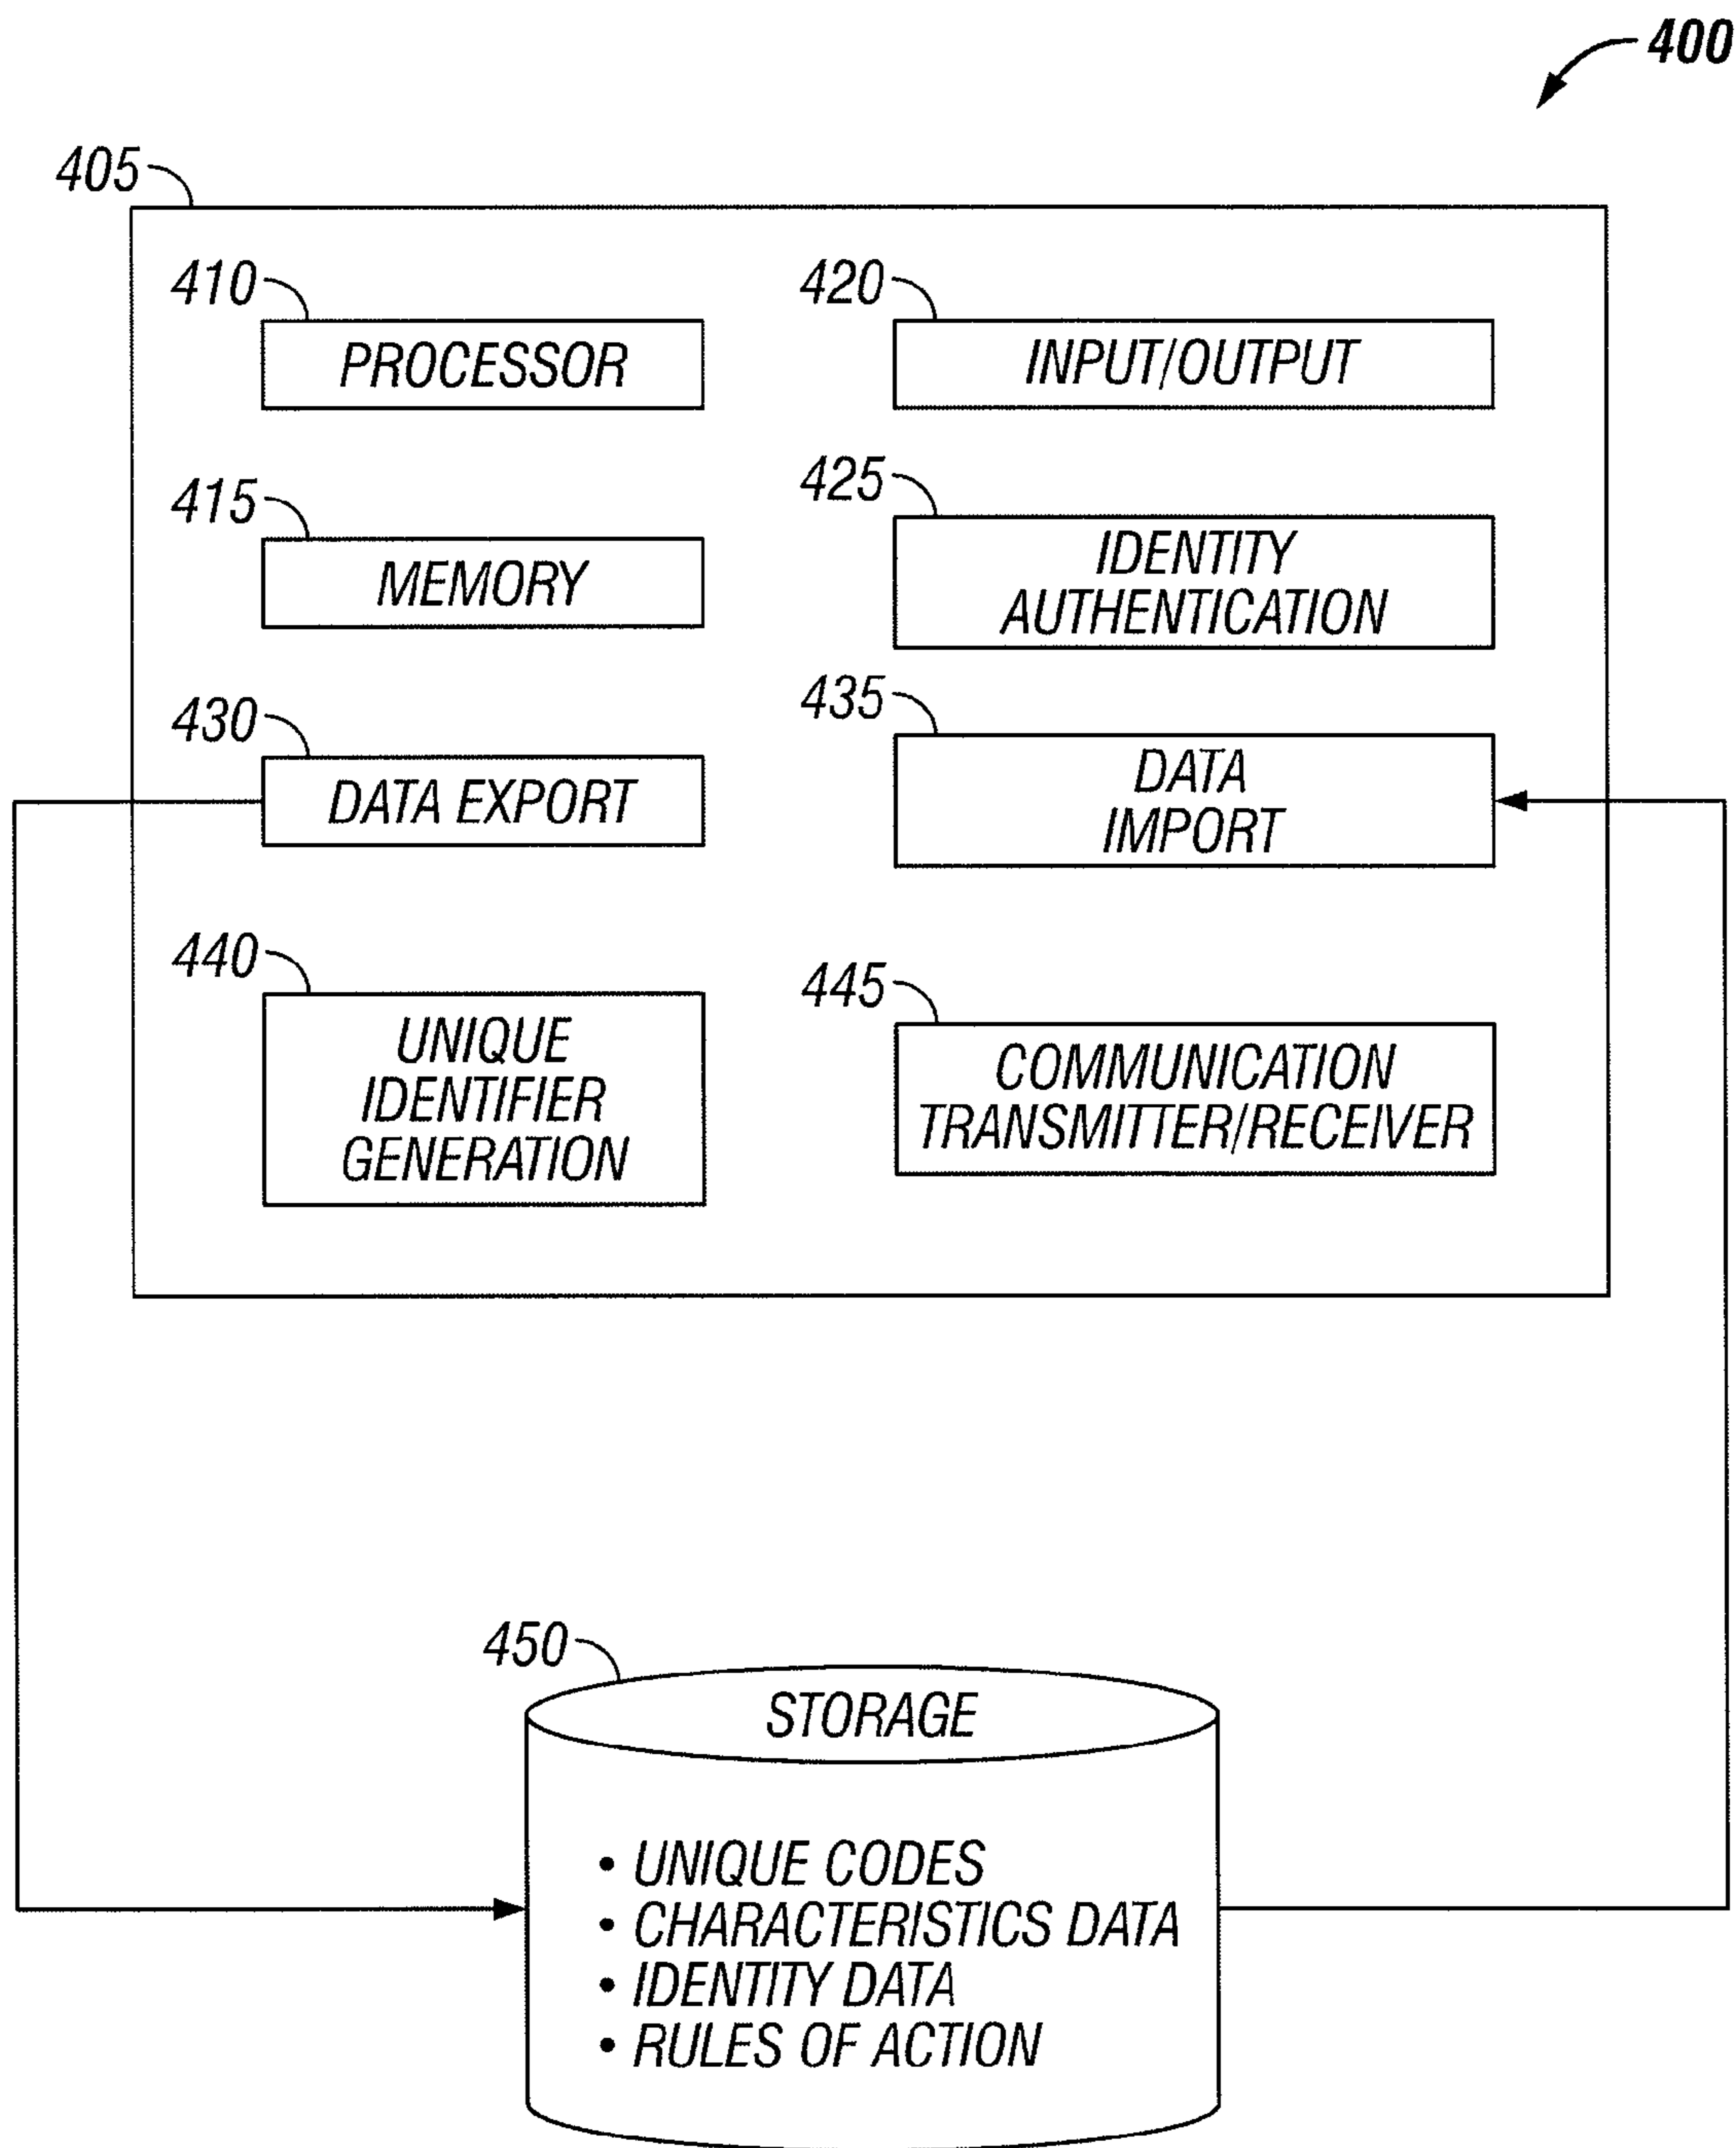 400
405
410
PROCESSOR
420
INPUT/OUTPUT
415
MEMORY
425
IDENTITY
AUTHENTICATION
430
DATA EXPORT
435
DATA
IMPORT
440
UNIQUE
IDENTIFIER
GENERATION
445
COMMUNICATION
TRANSMITTER/RECEIVER
450
STORAGE
• UNIQUE CODES
• CHARACTERISTICS DATA
• IDENTITY DATA
• RULES OF ACTION